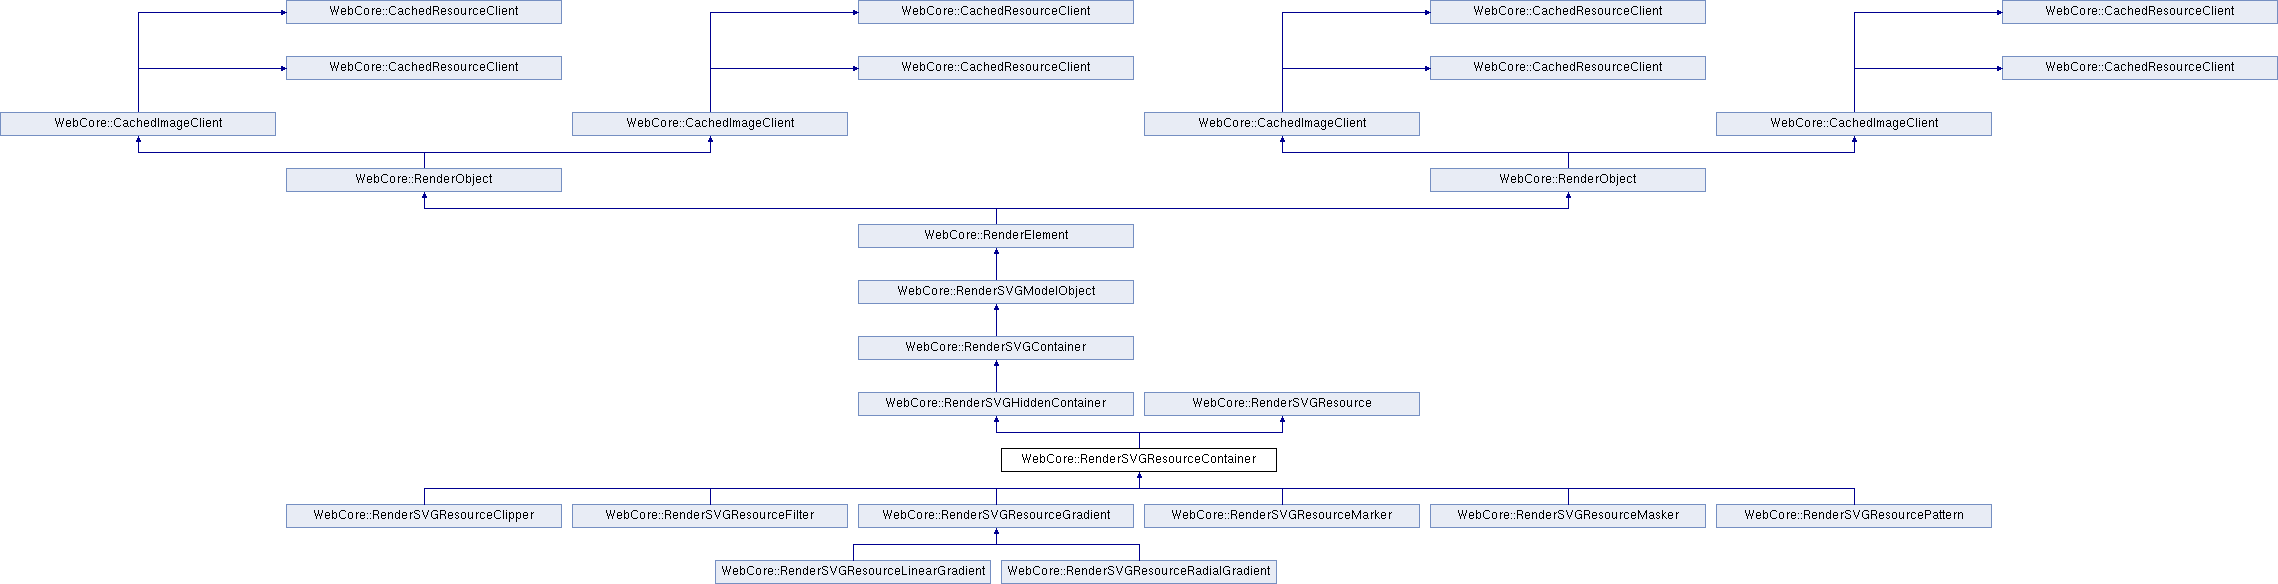 WebCore::CachedResourceClient
WebCore::CachedResourceClient
WebCore::CachedResourceClient
WebCore::CachedResourceClient
WebCore::CachedResourceClient
WebCore::CachedResourceClient
WebCore::CachedResourceClient
WebCore::CachedResourceClient
WebCore::CachedImageClient
WebCore::CachedImageClient
WebCore::CachedImageClient
WebCore::CachedImageClient
WebCore::RenderObject
WebCore::RenderObject
WebCore::RenderElement
WebCore::RenderSVGModelObject
WebCore::RenderSVGContainer
WebCore::RenderSVGHiddenContainer
WebCore::RenderSVGResource
WebCore::RenderSVGResourceContainer
WebCore::RenderSVGResourceClipper
WebCore::RenderSVGResourceFilter
WebCore::RenderSVGResourceGradient
WebCore::RenderSVGResourceMarker
WebCore::RenderSVGResourceMasker
WebCore::RenderSVGResourcePattern
WebCore::RenderSVGResourceLinearGradient
WebCore::RenderSVGResourceRadialGradient